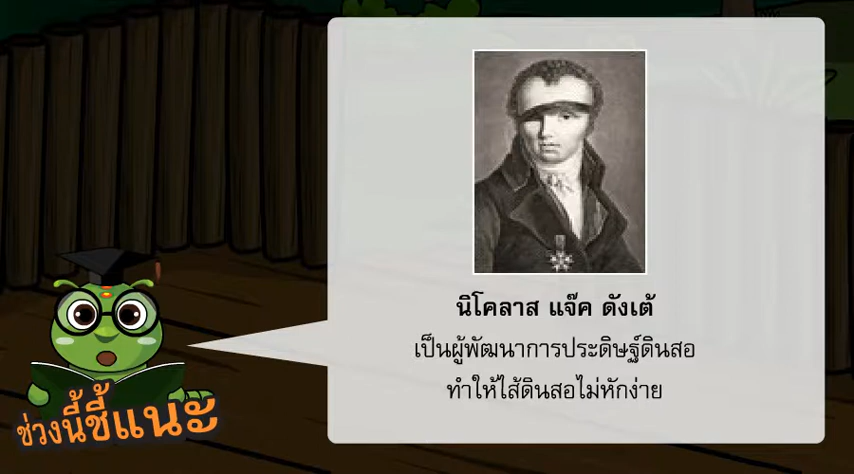 นิโคลาส แจ๊ค ดังเต้
เป็นผู้พัฒนาการประดิษฐ์ดินสอ
ทำให้ไส้ดินสอไม่หักง่าย
ช่วงนี้ชี้แนะ